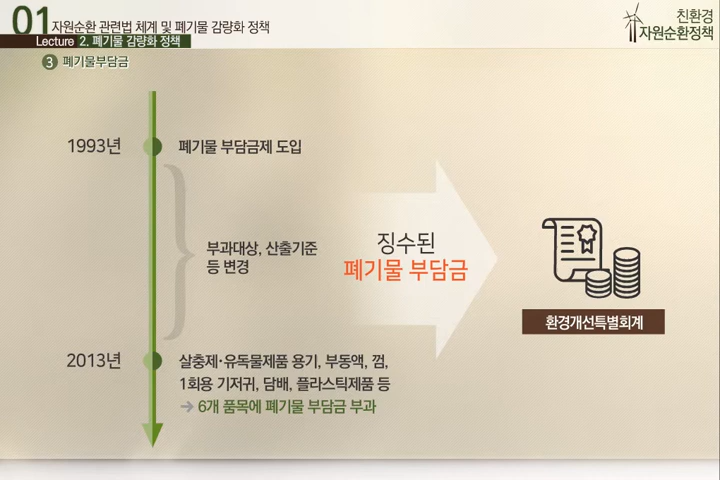 01 자원순환 관련법 체계 및 폐기물 감량화 정책
Lecture 2. 폐기물 감량화 정책
친환경
자원순환정책
3 폐기물부담금
1993년
폐기물 부담금제 도입
부과대상, 산출기준
등 변경
징수된
폐기물 부담금
환경개선특별회계
2013년
살충제·유독물제품 용기, 부동액, 껌,
1회용 기저귀, 담배, 플라스틱제품 등
→ 6개 품목에 폐기물 부담금 부과